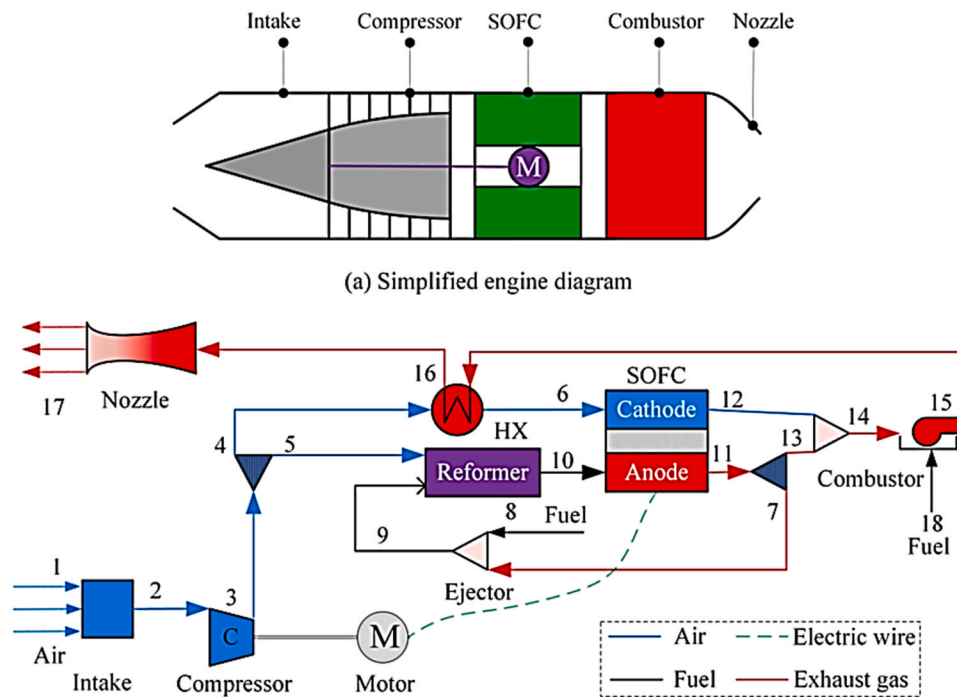 Intake Compressor SOFC Combustor Nozzle
M
(a) Simplified engine diagram
17
Nozzle
16
HX
6
SOFC
Cathode
12
14
15
4
5
Reformer
10
Anode
11
13
7
Combustor
18
Fuel
8
Fuel
9
Ejector
1
2
3
Air
Intake
C
Compressor
M
Motor
Air
Electric wire
Fuel
Exhaust gas